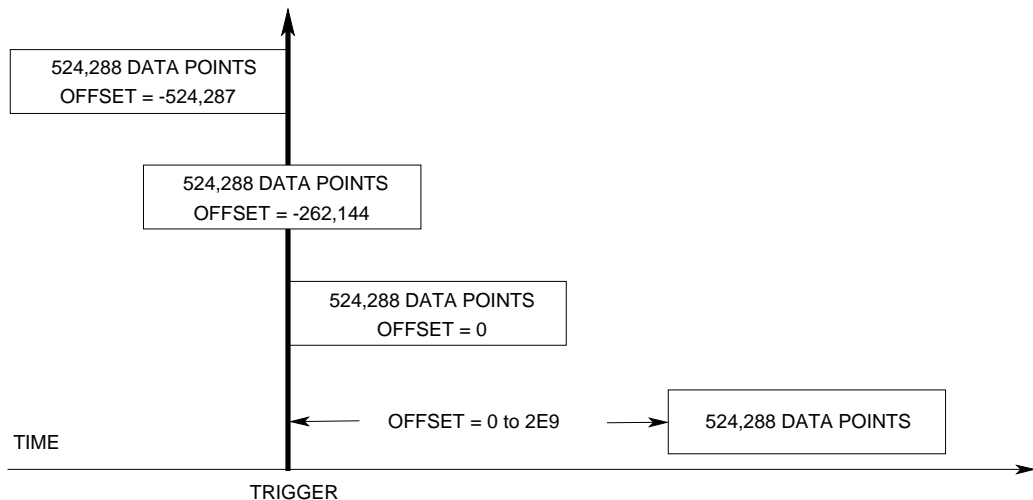 524,288 DATA POINTS
OFFSET = -524,287
524,288 DATA POINTS
OFFSET = -262,144
524,288 DATA POINTS
OFFSET = 0
OFFSET = 0 to 2E9
524,288 DATA POINTS
TIME
TRIGGER